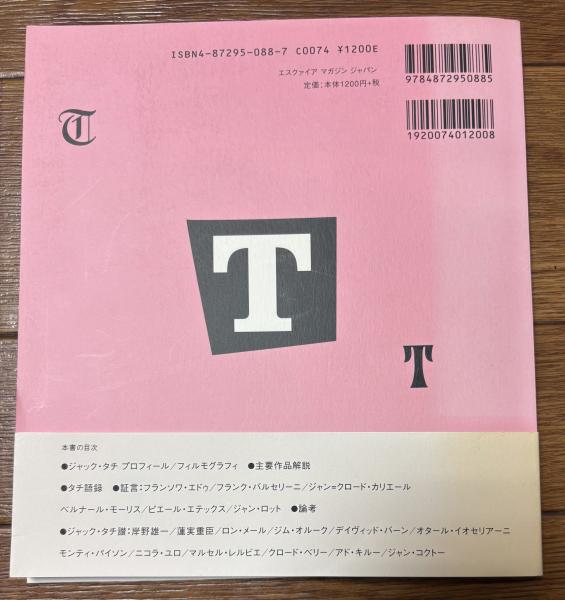 ISBN4-87295-088-7 C0074 ¥1200E
エスクァイア マガジン ジャパン
定価:本体1200円+税
9784872950885
1920074012008
T
T
T
本書の目次
●ジャック・タチ プロフィール/フィルモグラフィ ●主要作品解説
●タチ語録 ●証言:フランソワ・エドゥ/フランク・バルセリーニ/ジャン=クロード・カリエール
ベルナール・モーリス/ピエール・エテックス/ジャン・ロット ●論考
●ジャック・タチ讃:岸野雄一/蓮実重臣/ロン・メール/ジム・オルーク/デイヴィッド・バーン/オタール・イオセリアーニ
モンティ・パイソン/ニコラ・ユロ/マルセル・レルビエ/クロード・ベリー/アド・キルー/ジャン・コクトー